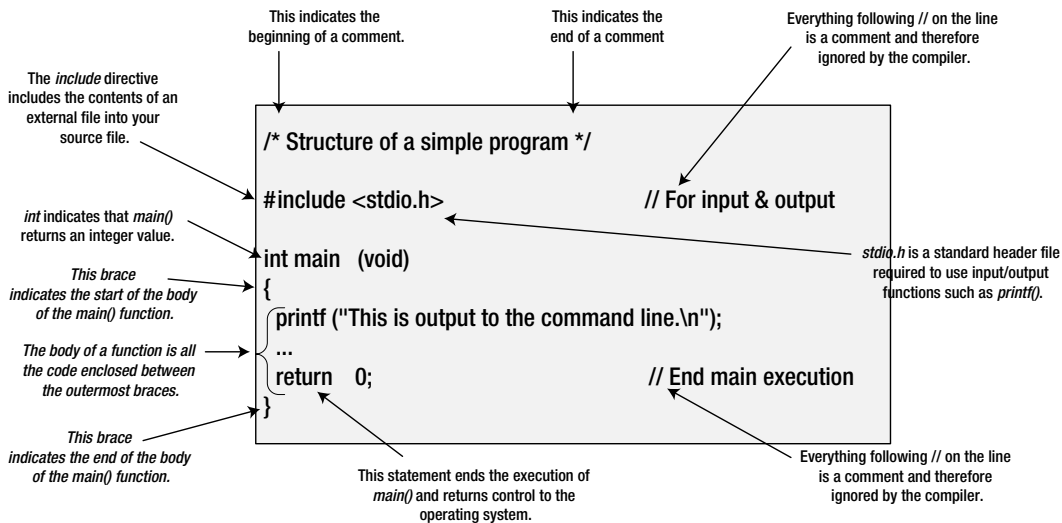 This indicates the
beginning of a comment.
This indicates the
end of a comment
Everything following // on the line
is a comment and therefore
ignored by the compiler.
The include directive
includes the contents of an
external file into your
source file.
/* Structure of a simple program */
#include <stdio.h> // For input & output
int indicates that main()
returns an integer value.
int main (void)
stdio.h is a standard header file
required to use input/output
functions such as printf().
This brace
indicates the start of the body
of the main() function.
{
printf ("This is output to the command line.\n");
The body of a function is all
the code enclosed between
the outermost braces.
...
return 0; // End main execution
}
This brace
indicates the end of the body
of the main() function.
This statement ends the execution of
main() and returns control to the
operating system.
Everything following // on the line
is a comment and therefore
ignored by the compiler.